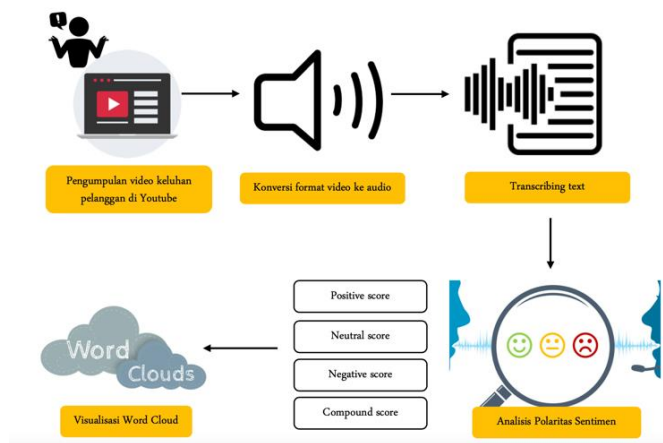 !
Pengumpulan video keluhan
pelanggan di Youtube
Konversi format video ke audio
Transcribing text
Positive score
Neutral score
Negative score
Compound score
Word
Clouds
Visualisasi Word Cloud
Analisis Polaritas Sentimen